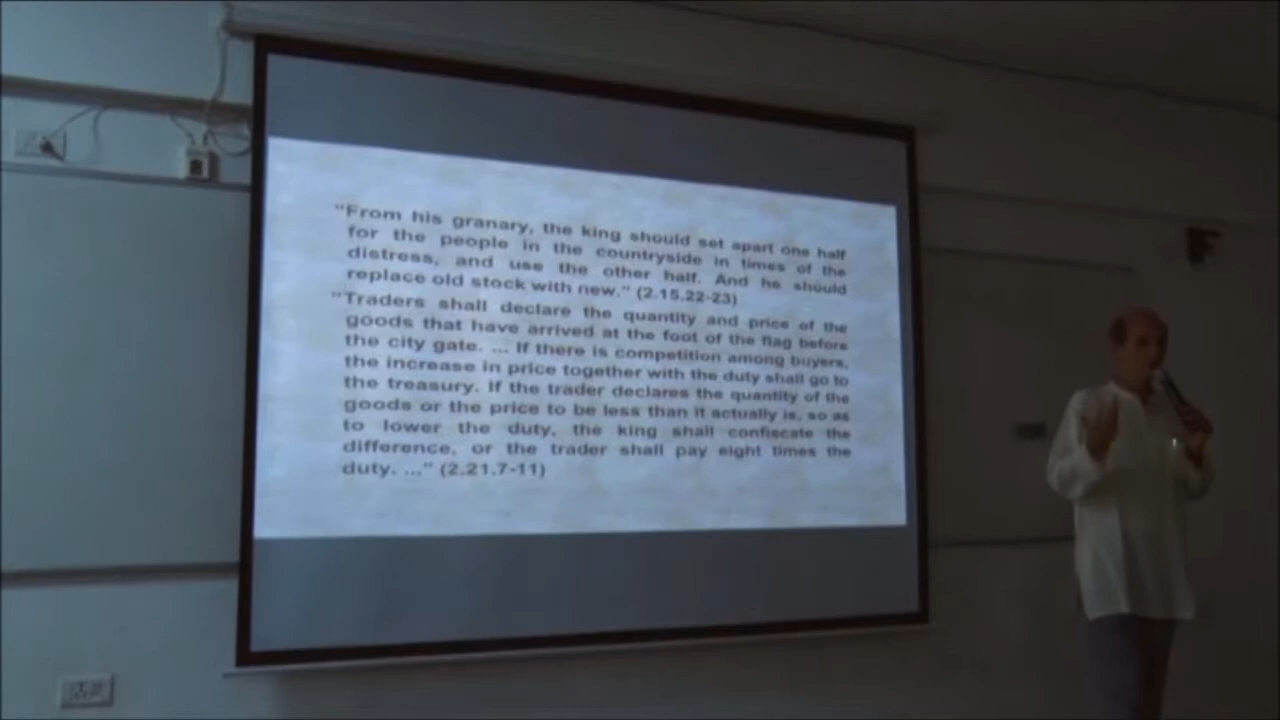 "From his granary, the king should set apart one half
for the people in the countryside in times of the
distress, and use the other half. And he should
replace old stock with new." (2.15.22-23)
"Traders shall declare the quantity and price of the
goods that have arrived at the foot of the flag before
the city gate. ... If there is competition among buyers,
the increase in price together with the duty shall go to
the treasury. If the trader declares the quantity of the
goods or the price to be less than it actually is, so as
to lower the duty, the king shall confiscate the
difference, or the trader shall pay eight times the
duty. ..." (2.21.7-11)